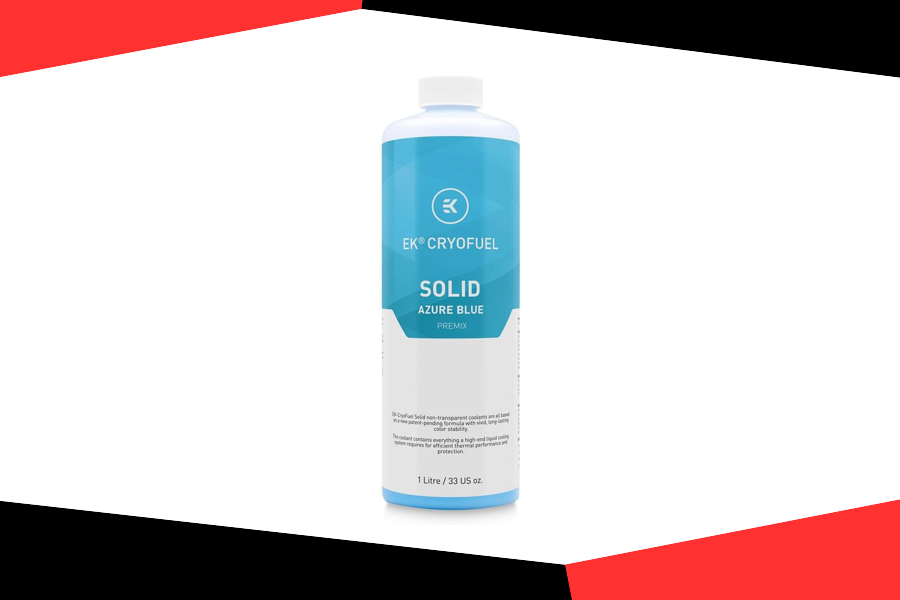 EK
EK® CRYOFUEL
SOLID
AZURE BLUE
PREMIX
EK-CryoFuel Solid non-transparent coolants are all based
on a new patent-pending formula with vivid, long-lasting
color stability.
The coolant contains everything a high-end liquid cooling
system requires for efficient thermal performance and
protection.
1 Litre / 33 US oz.